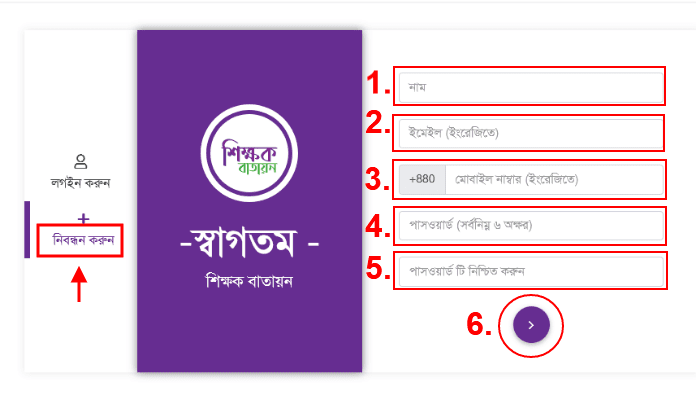 লগইন করুন
+
নিবন্ধন করুন
শিক্ষক
বাতায়ন
-স্বাগতম -
শিক্ষক বাতায়ন
1.
নাম
2.
ইমেইল (ইংরেজিতে)
3.
+880 মোবাইল নাম্বার (ইংরেজিতে)
4.
পাসওয়ার্ড (সর্বনিম্ন ৬ অক্ষর)
5.
পাসওয়ার্ড টি নিশ্চিত করুন
6.